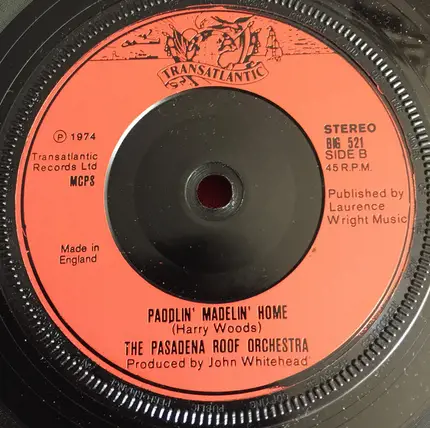 TRANSATLANTIC
℗ 1974
Transatlantic
Records Ltd
MCPS
Made in
England
STEREO
BIG 521
SIDE B
45 R.P.M.
Published by
Laurence
Wright Music
PADDLIN' MADELIN' HOME
(Harry Woods)
THE PASADENA ROOF ORCHESTRA
Produced by John Whitehead